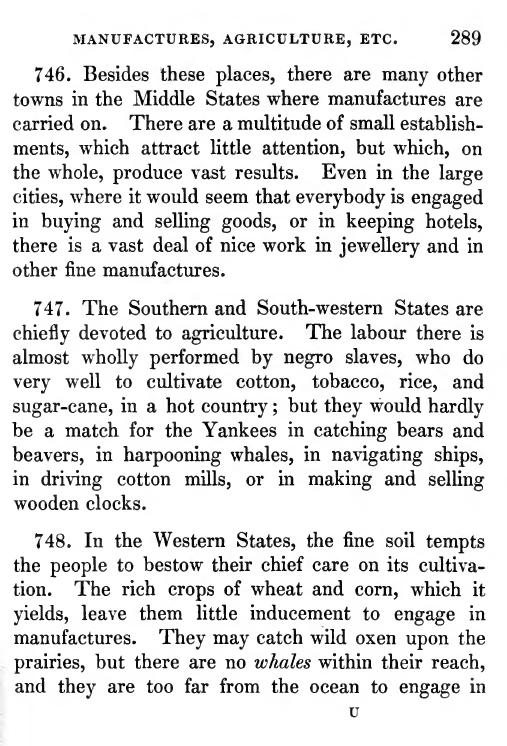 MANUFACTURES, AGRICULTURE, ETC. 289
746. Besides these places, there are many other
towns in the Middle States where manufactures are
carried on. There are a multitude of small establish-
ments, which attract little attention, but which, on
the whole, produce vast results. Even in the large
cities, where it would seem that everybody is engaged
in buying and selling goods, or in keeping hotels,
there is a vast deal of nice work in jewellery and in
other fine manufactures.
747. The Southern and South-western States are
chiefly devoted to agriculture. The labour there is
almost wholly performed by negro slaves, who do
very well to cultivate cotton, tobacco, rice, and
sugar-cane, in a hot country; but they would hardly
be a match for the Yankees in catching bears and
beavers, in harpooning whales, in navigating ships,
in driving cotton mills, or in making and selling
wooden clocks.
748. In the Western States, the fine soil tempts
the people to bestow their chief care on its cultiva-
tion. The rich crops of wheat and corn, which it
yields, leave them little inducement to engage in
manufactures. They may catch wild oxen upon the
prairies, but there are no whales within their reach,
and they are too far from the ocean to engage in
U